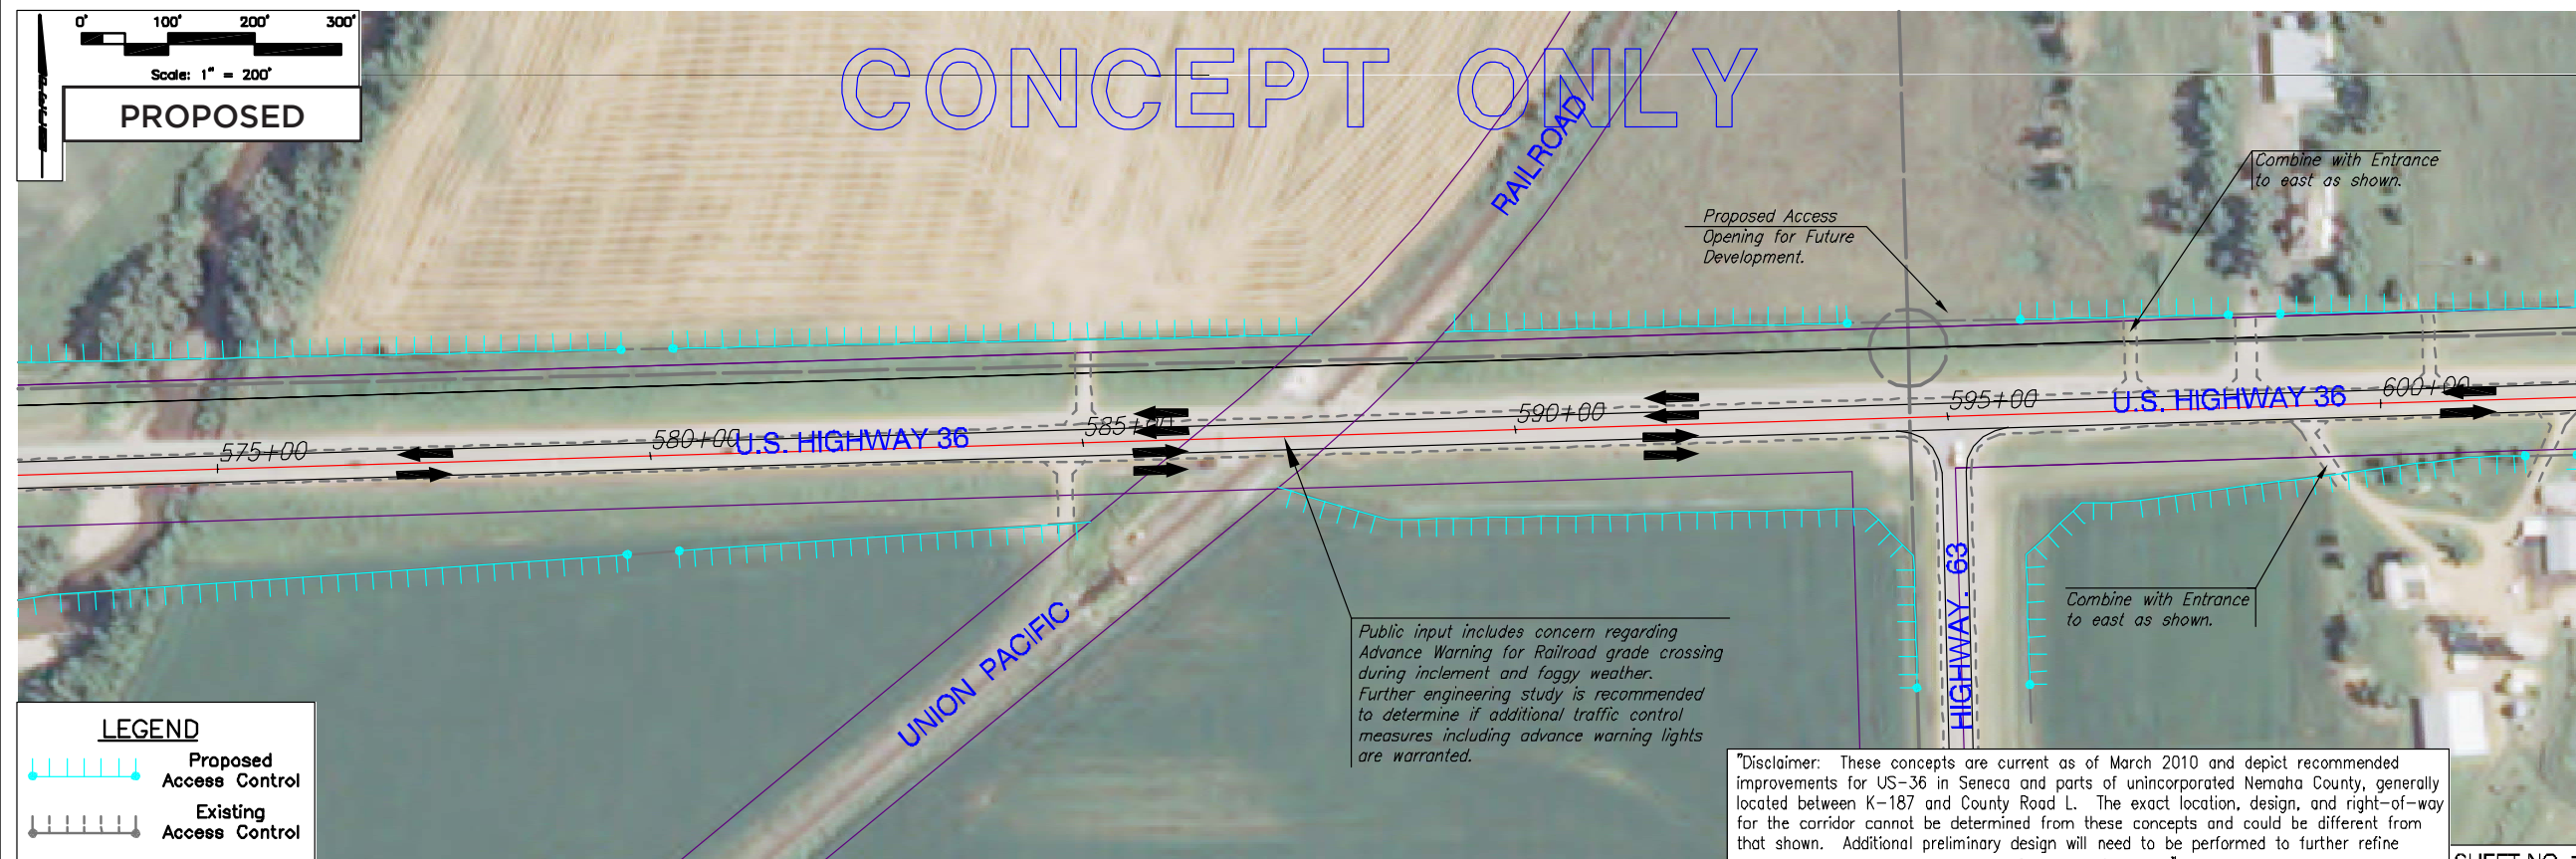 0' 100' 200' 300'
Scale: 1" = 200'
PROPOSED
CONCEPT ONLY
RAILROAD
Combine with Entrance
to east as shown.
Proposed Access
Opening for Future
Development.
575+00
580+00
U.S. HIGHWAY 36
585+00
590+00
595+00
U.S. HIGHWAY 36
600+00
HIGHWAY. 63
UNION PACIFIC
Combine with Entrance
to east as shown.
Public input includes concern regarding
Advance Warning for Railroad grade crossing
during inclement and foggy weather.
Further engineering study is recommended
to determine if additional traffic control
measures including advance warning lights
are warranted.
LEGEND
Proposed
Access Control
Existing
Access Control
"Disclaimer: These concepts are current as of March 2010 and depict recommended
improvements for US-36 in Seneca and parts of unincorporated Nemaha County, generally
located between K-187 and County Road L. The exact location, design, and right-of-way
for the corridor cannot be determined from these concepts and could be different from
that shown. Additional preliminary design will need to be performed to further refine
SHEET NO.